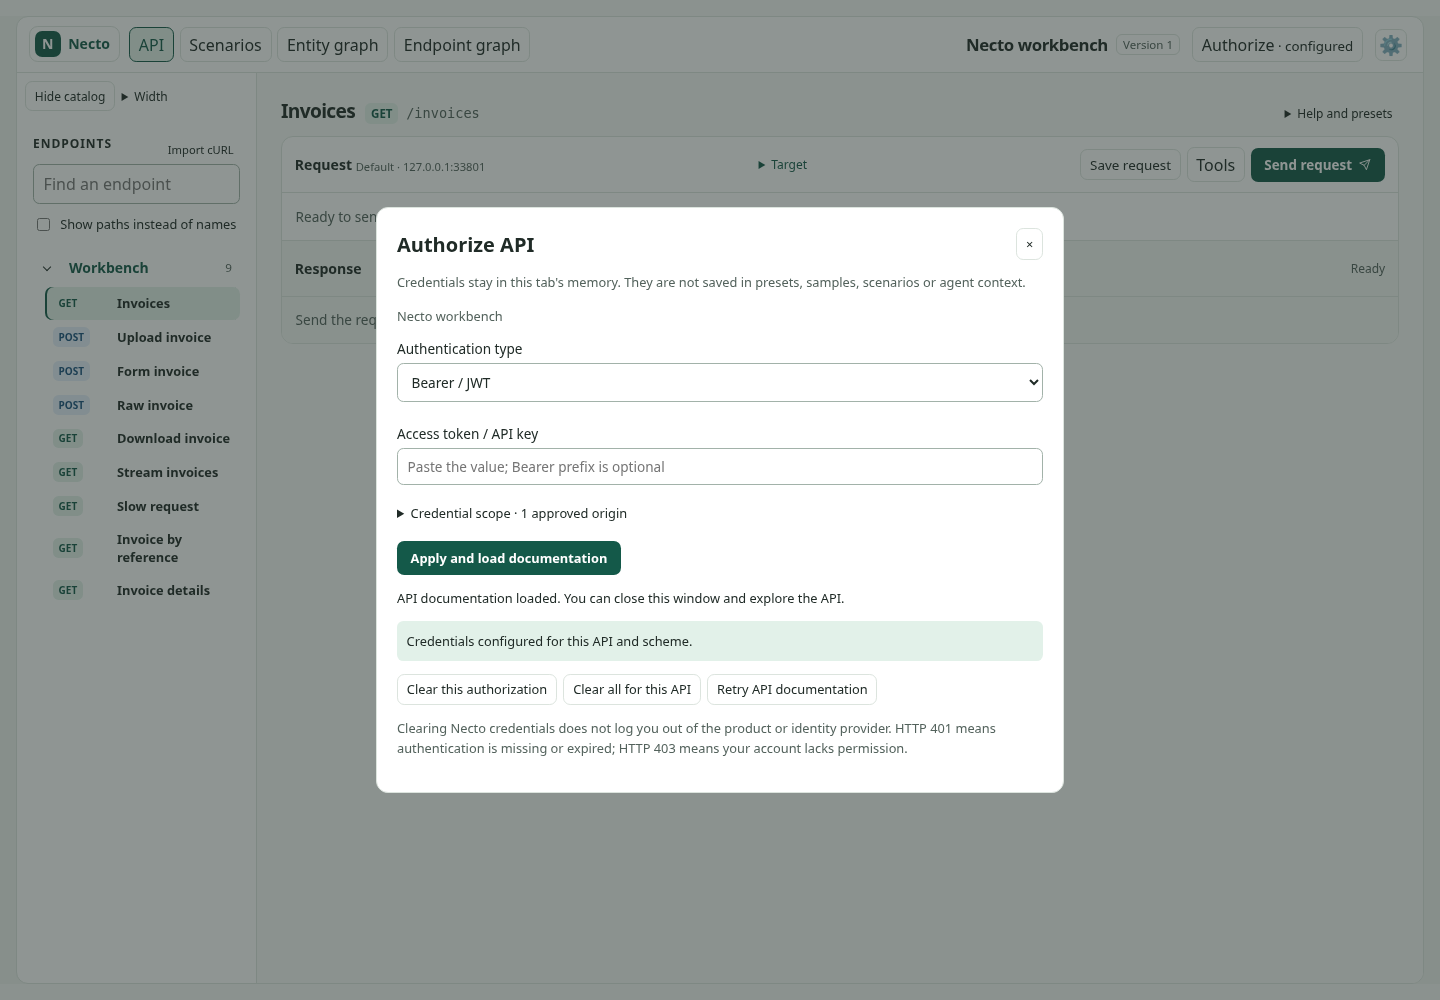 N Necto
API
Scenarios
Entity graph
Endpoint graph
Necto workbench
Version 1
Authorize · configured
Hide catalog
Width
ENDPOINTS
Import cURL
Find an endpoint
Show paths instead of names
Workbench 9
GET Invoices
POST Upload invoice
POST Form invoice
POST Raw invoice
GET Download invoice
GET Stream invoices
GET Slow request
GET Invoice by
reference
GET Invoice details
Invoices GET /invoices
Help and presets
Request Default · 127.0.0.1:33801
Target
Save request
Tools
Send request
Ready to sen
Response
Ready
Send the req
Authorize API
×
Credentials stay in this tab's memory. They are not saved in presets, samples, scenarios or agent context.
Necto workbench
Authentication type
Bearer / JWT
Access token / API key
Paste the value; Bearer prefix is optional
Credential scope · 1 approved origin
Apply and load documentation
API documentation loaded. You can close this window and explore the API.
Credentials configured for this API and scheme.
Clear this authorization
Clear all for this API
Retry API documentation
Clearing Necto credentials does not log you out of the product or identity provider. HTTP 401 means
authentication is missing or expired; HTTP 403 means your account lacks permission.